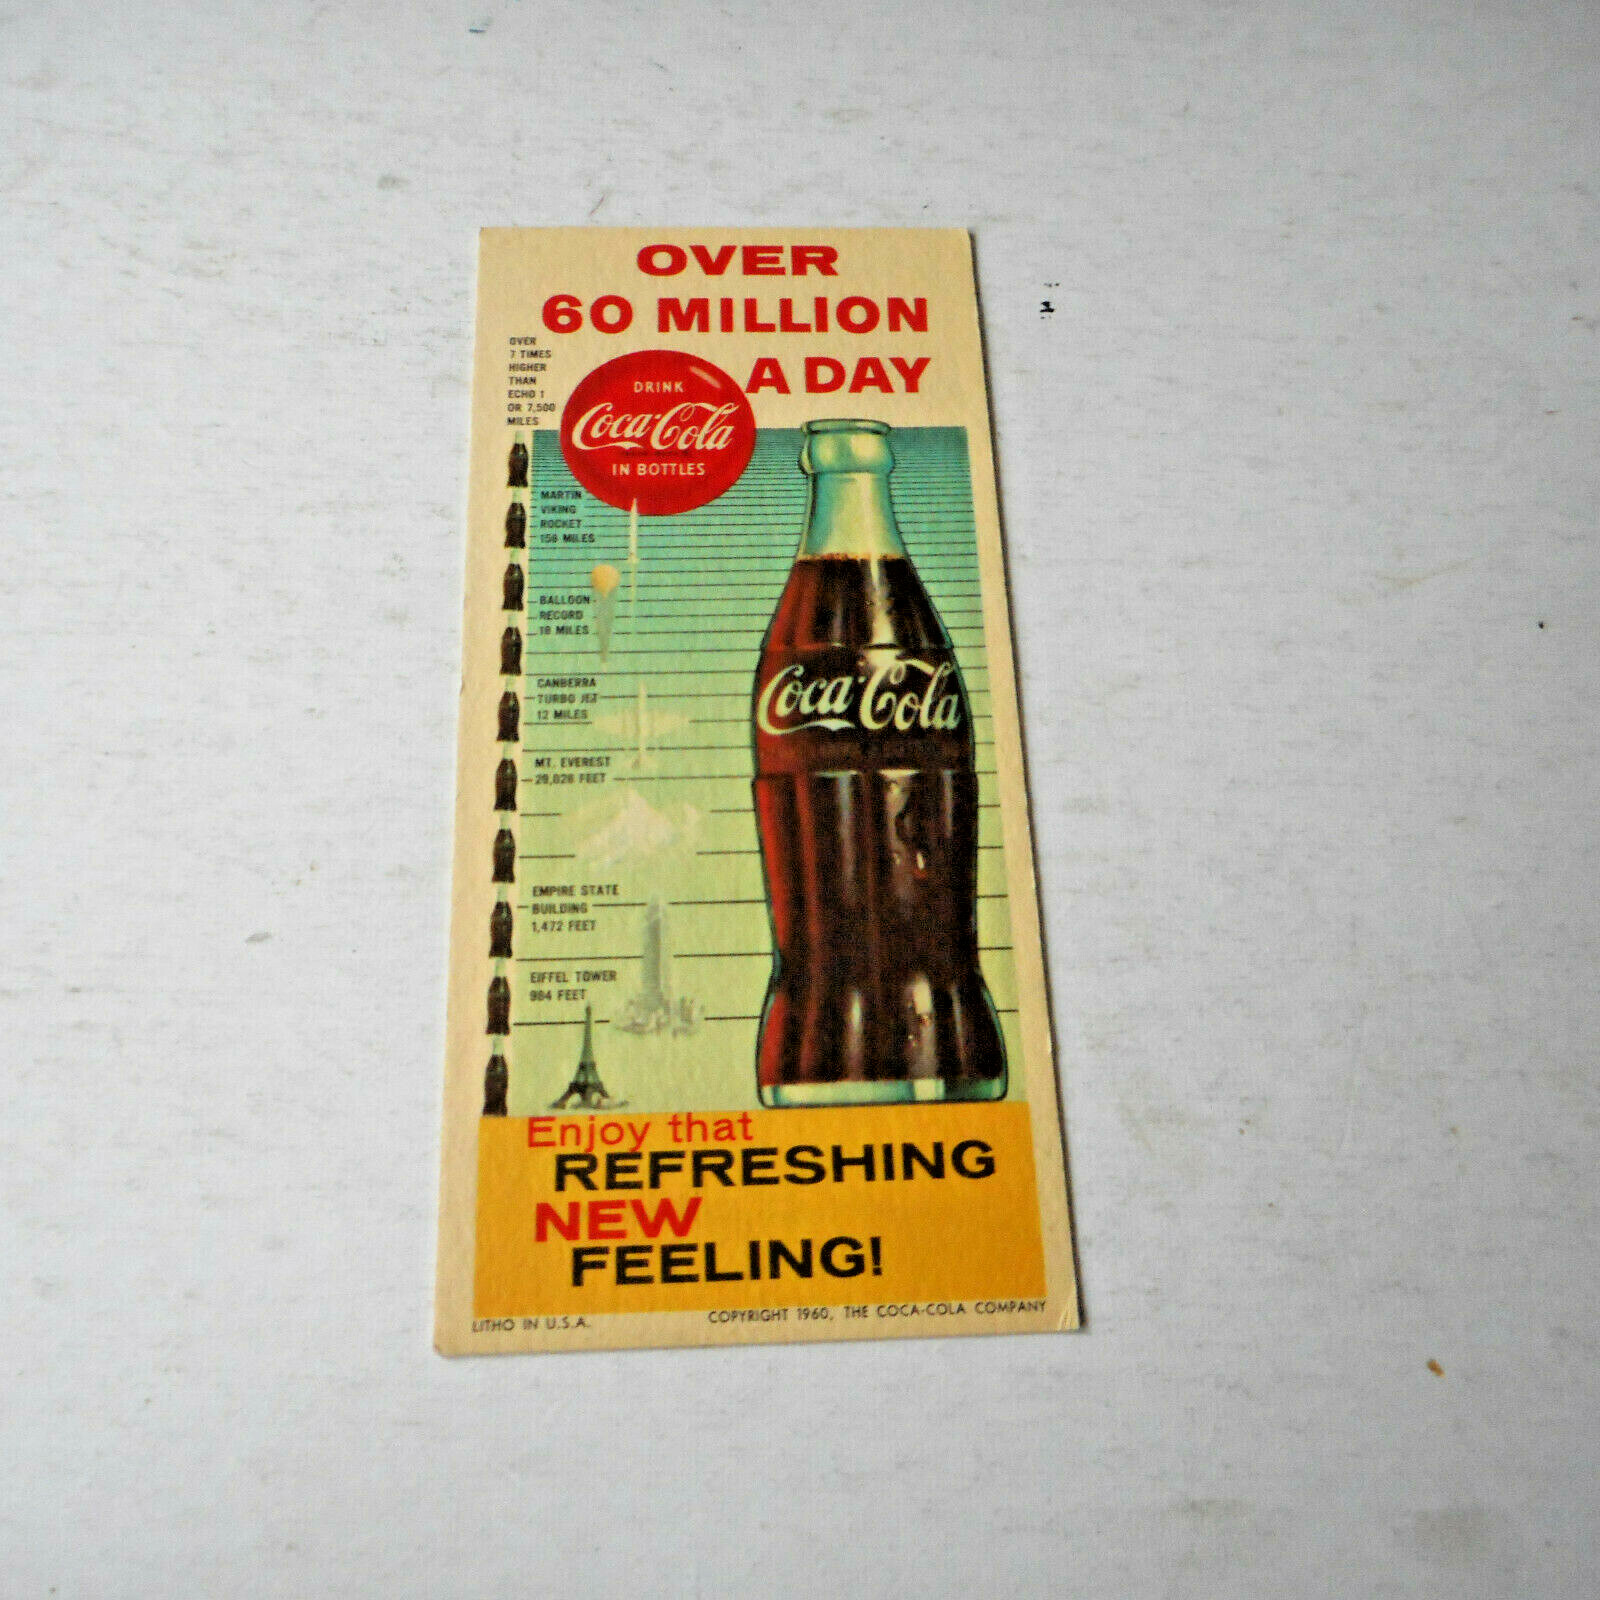 OVER
60 MILLION
A DAY
OVER
7 TIMES
HIGHER
THAN
ECHO 1
OR 7,500
MILES
DRINK
Coca-Cola
IN BOTTLES
MARTIN
VIKING
ROCKET
158 MILES
BALLOON
RECORD
18 MILES
CANBERRA
TURBO JET
12 MILES
MT. EVEREST
29,028 FEET
EMPIRE STATE
BUILDING
1,472 FEET
EIFFEL TOWER
984 FEET
Coca-Cola
Enjoy that
REFRESHING
NEW
FEELING!
LITHO IN U.S.A.
COPYRIGHT 1960, THE COCA-COLA COMPANY